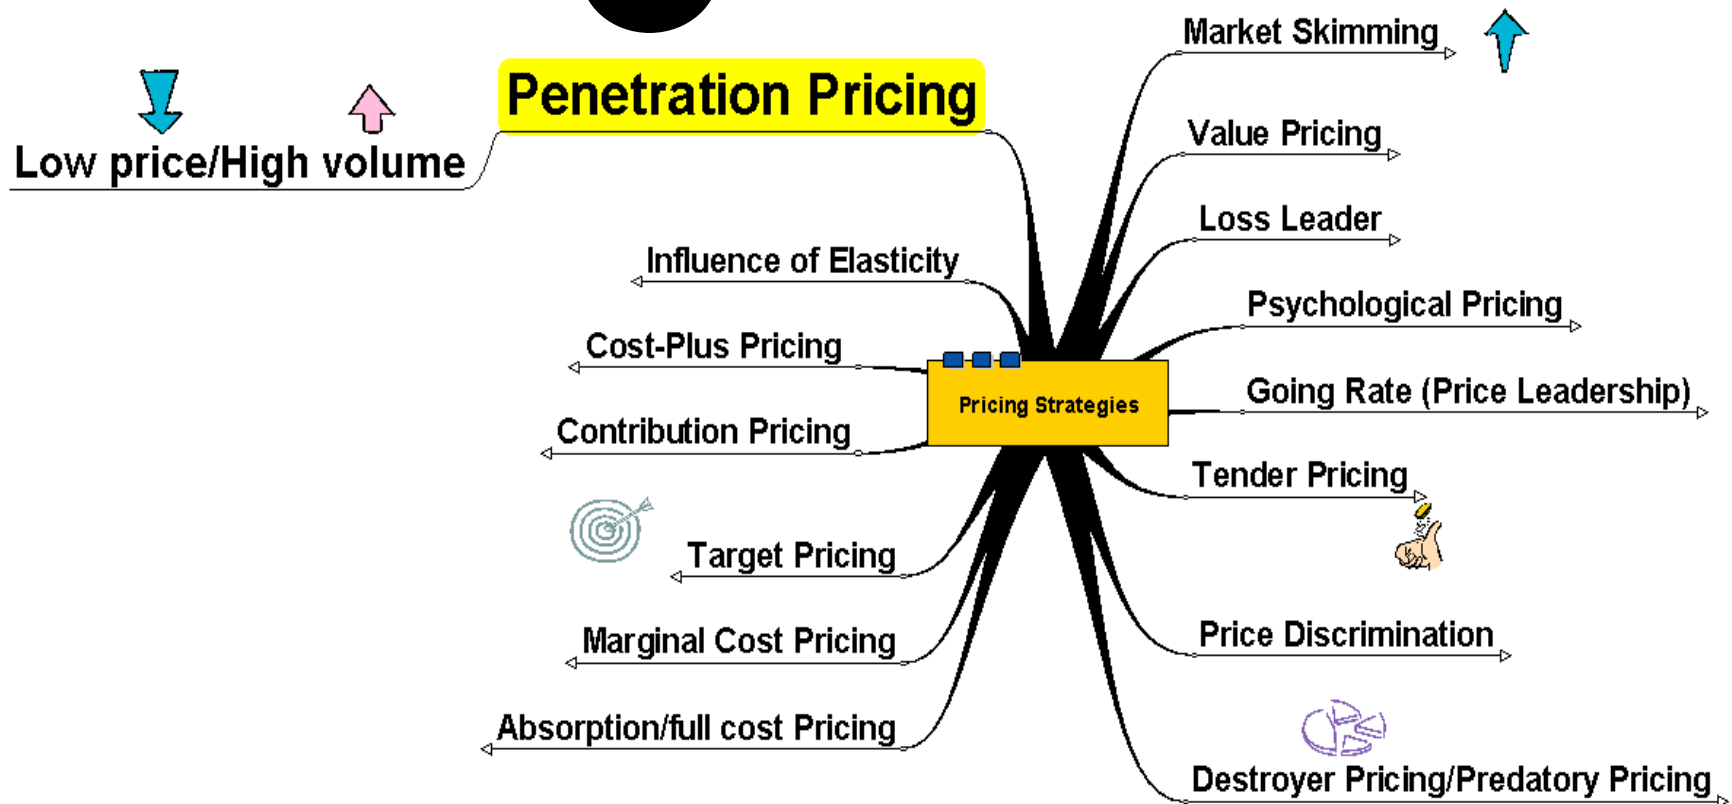 Penetration Pricing
Low price/High volume
Influence of Elasticity
Cost-Plus Pricing
Contribution Pricing
Target Pricing
Marginal Cost Pricing
Absorption/full cost Pricing
Pricing Strategies
Market Skimming
Value Pricing
Loss Leader
Psychological Pricing
Going Rate (Price Leadership)
Tender Pricing
Price Discrimination
Destroyer Pricing/Predatory Pricing